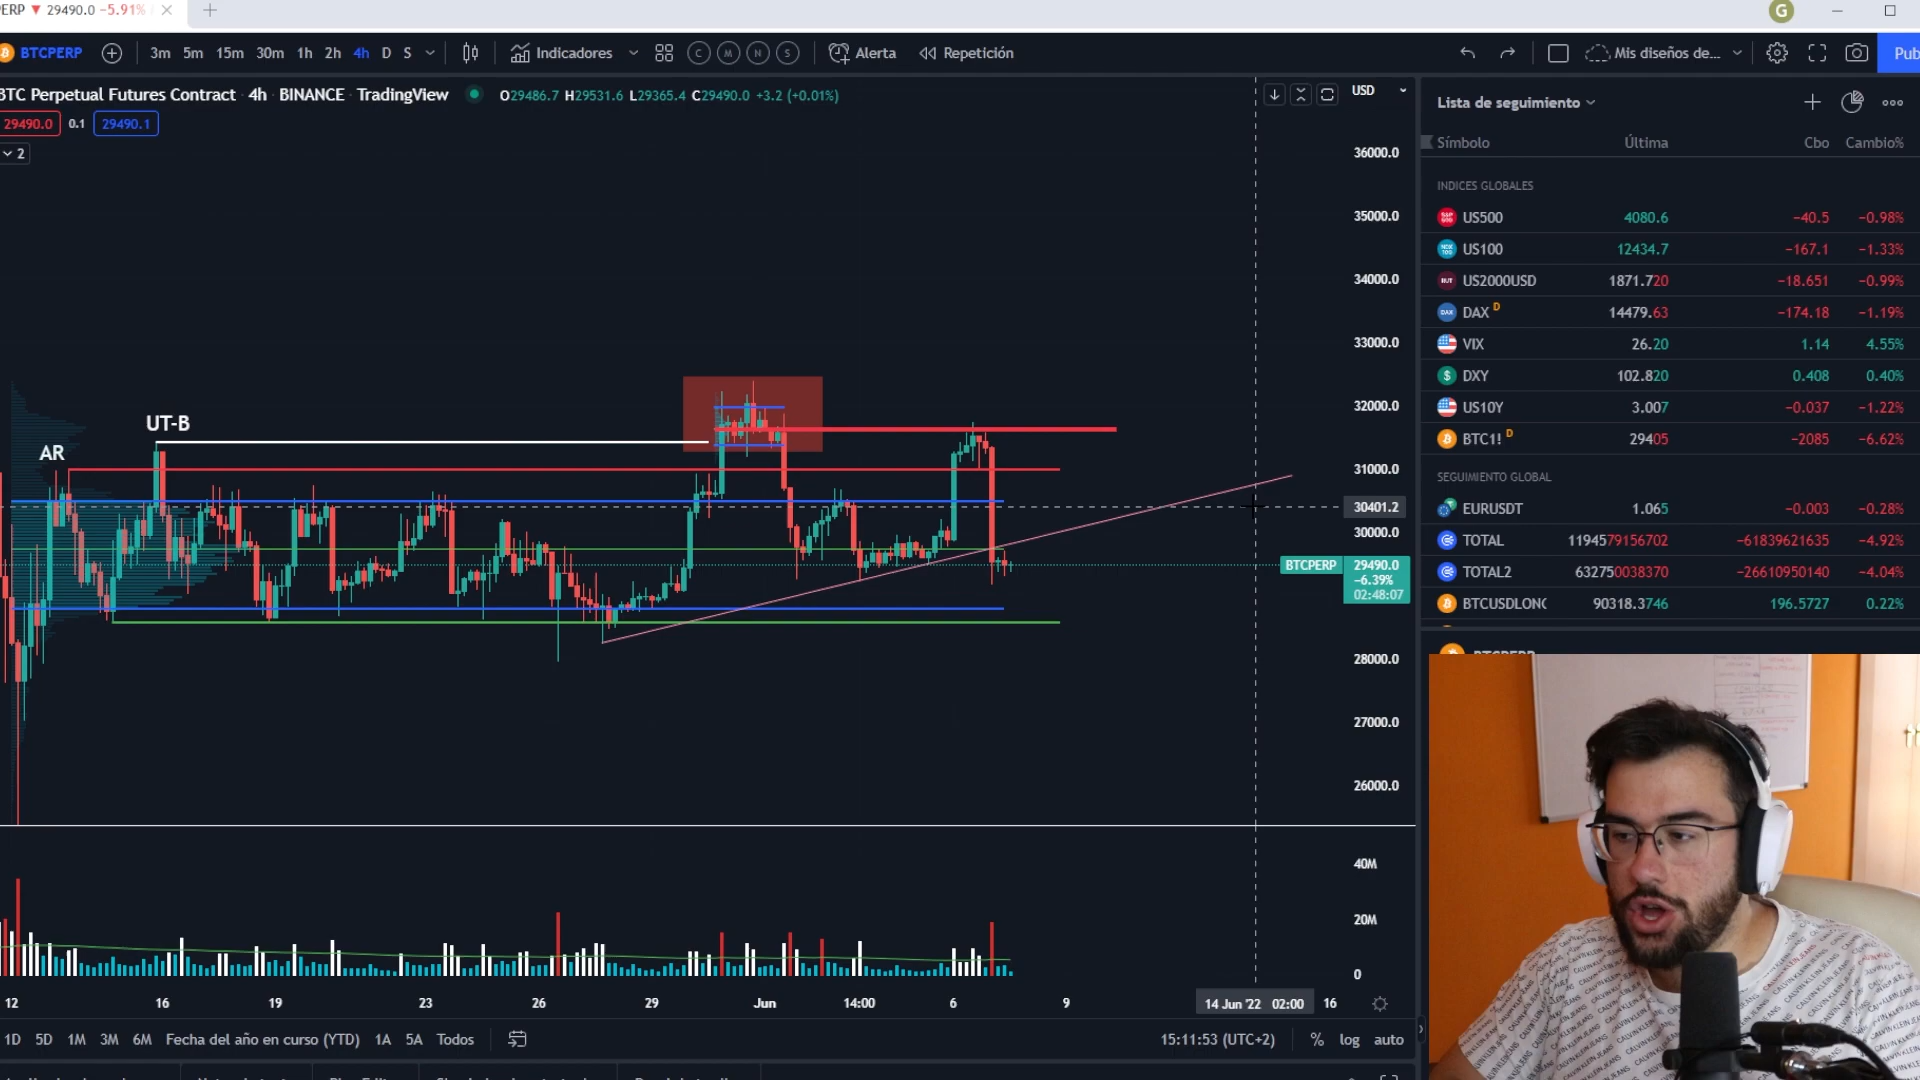 ERP ▼ 29490.0 −5.91%
G
BTCPERP 3m 5m 15m 30m 1h 2h 4h D S Indicadores C M N S Alerta Repetición Mis diseños de... Pub
BTC Perpetual Futures Contract · 4h · BINANCE · TradingView O29486.7 H29531.6 L29365.4 C29490.0 +3.2 (+0.01%)
29490.0 0.1 29490.1
2
USD
36000.0
35000.0
34000.0
33000.0
32000.0
31000.0
30401.2
30000.0
BTCPERP 29490.0
−6.39%
02:48:07
28000.0
27000.0
26000.0
40M
20M
0
UT-B
AR
12 16 19 23 26 29 Jun 14:00 6 9 14 Jun '22 02:00 16
1D 5D 1M 3M 6M Fecha del año en curso (YTD) 1A 5A Todos 15:11:53 (UTC+2) % log auto
Lista de seguimiento
Símbolo Última Cbo Cambio%
INDICES GLOBALES
US500 4080.6 −40.5 −0.98%
US100 12434.7 −167.1 −1.33%
US2000USD 1871.720 −18.651 −0.99%
DAX D 14479.63 −174.18 −1.19%
VIX 26.20 1.14 4.55%
DXY 102.820 0.408 0.40%
US10Y 3.007 −0.037 −1.22%
BTC1! D 29405 −2085 −6.62%
SEGUIMIENTO GLOBAL
EURUSDT 1.065 −0.003 −0.28%
TOTAL 1194579156702 −61839621635 −4.92%
TOTAL2 632750038370 −26610950140 −4.04%
BTCUSDLONG 90318.3746 196.5727 0.22%
BTCPERP
CALVIN KLEIN JEANS